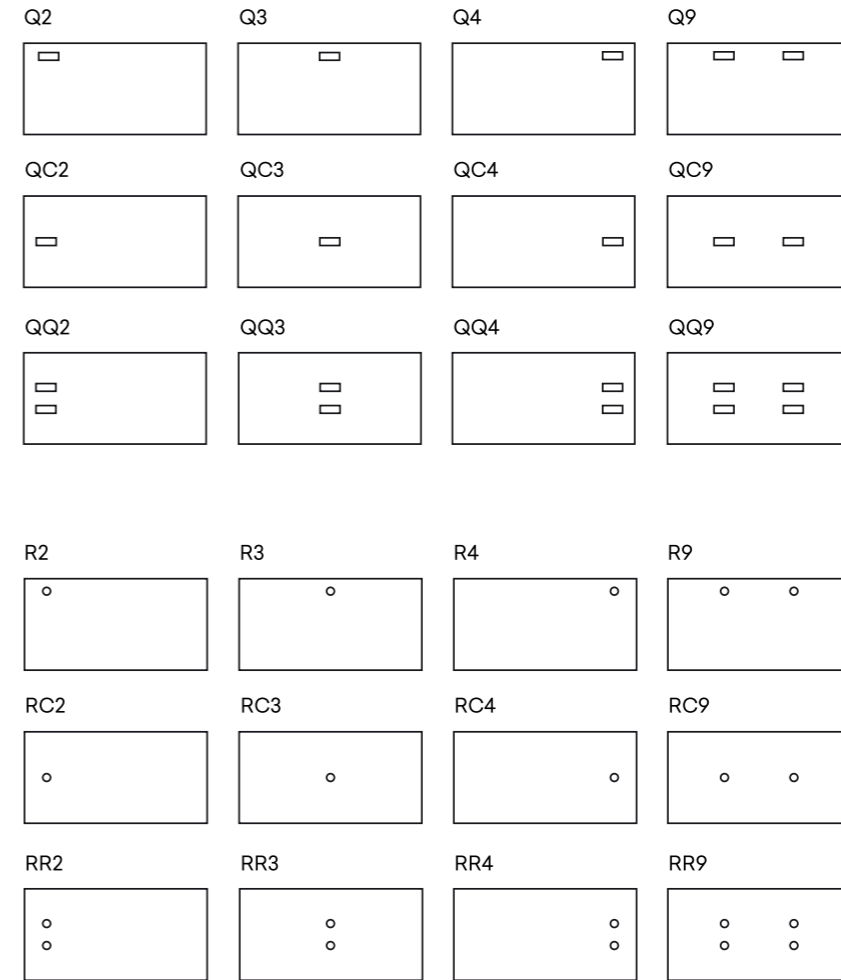 Q2 Q3 Q4 Q9
QC2 QC3 QC4 QC9
QQ2 QQ3 QQ4 QQ9
R2 R3 R4 R9
RC2 RC3 RC4 RC9
RR2 RR3 RR4 RR9